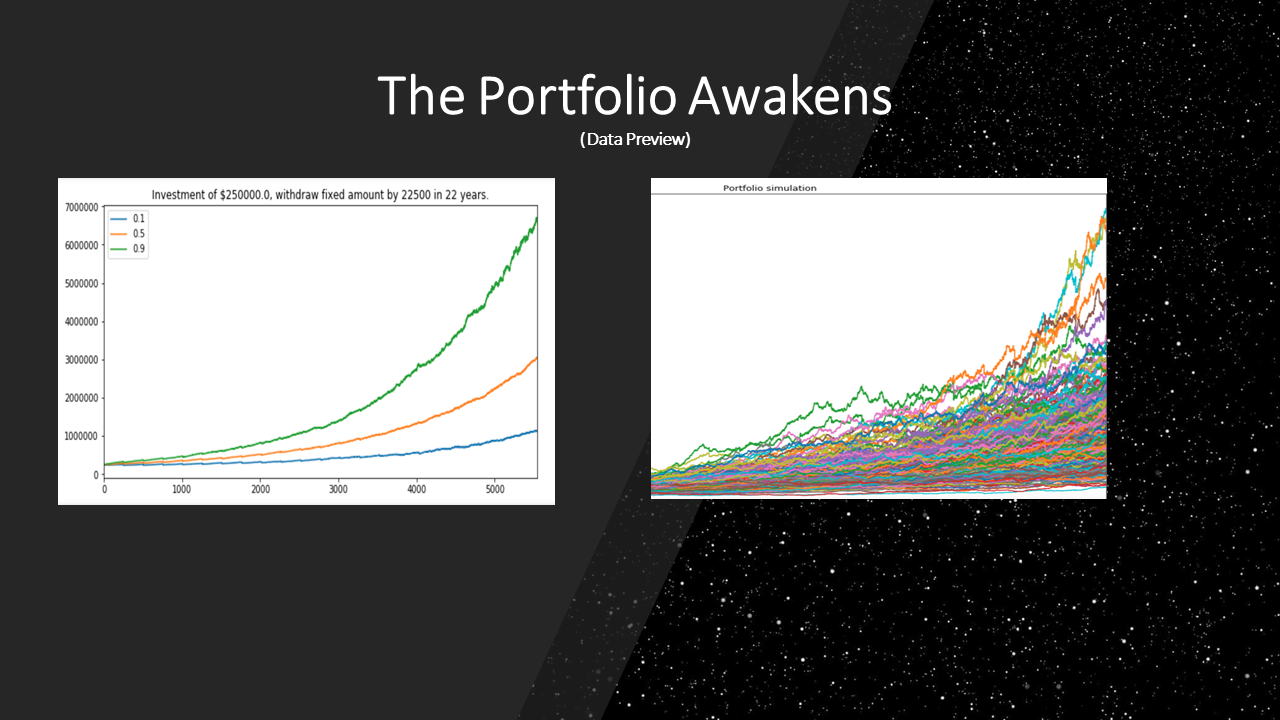 The Portfolio Awakens
(Data Preview)
Investment of $250000.0, withdraw fixed amount by 22500 in 22 years.
7000000
6000000
5000000
4000000
3000000
2000000
1000000
0
0.1
0.5
0.9
0 1000 2000 3000 4000 5000
Portfolio simulation